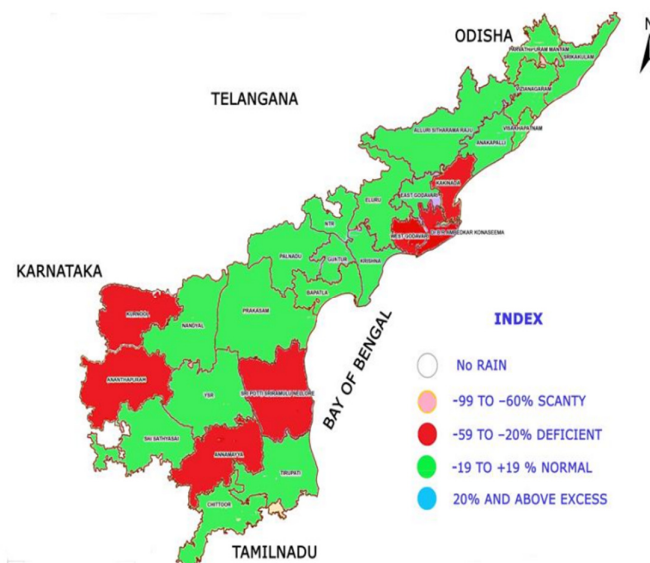 ODISHA
N
PARVATHIPURAM MANYAM
SRIKAKULAM
TELANGANA
VIZIANAGARAM
ALLURI SITHARAMA RAJU
VISAKHAPATNAM
ANAKAPALLI
KAKINADA
EAST GODAVARI
ELURU
NTR
WEST GODAVARI
KONASEEMA
PALNADU
GUNTUR
KRISHNA
KARNATAKA
BAPATLA
KURNOOL
NANDYAL
PRAKASAM
INDEX
BAY OF BENGAL
No RAIN
ANANTHAPURAM
YSR
SRI POTTI SRIRAMULU NELLORE
-99 TO -60% SCANTY
-59 TO -20% DEFICIENT
SRI SATHYASAI
ANNAMAYYA
-19 TO +19 % NORMAL
TIRUPATI
20% AND ABOVE EXCESS
CHITTOOR
TAMILNADU